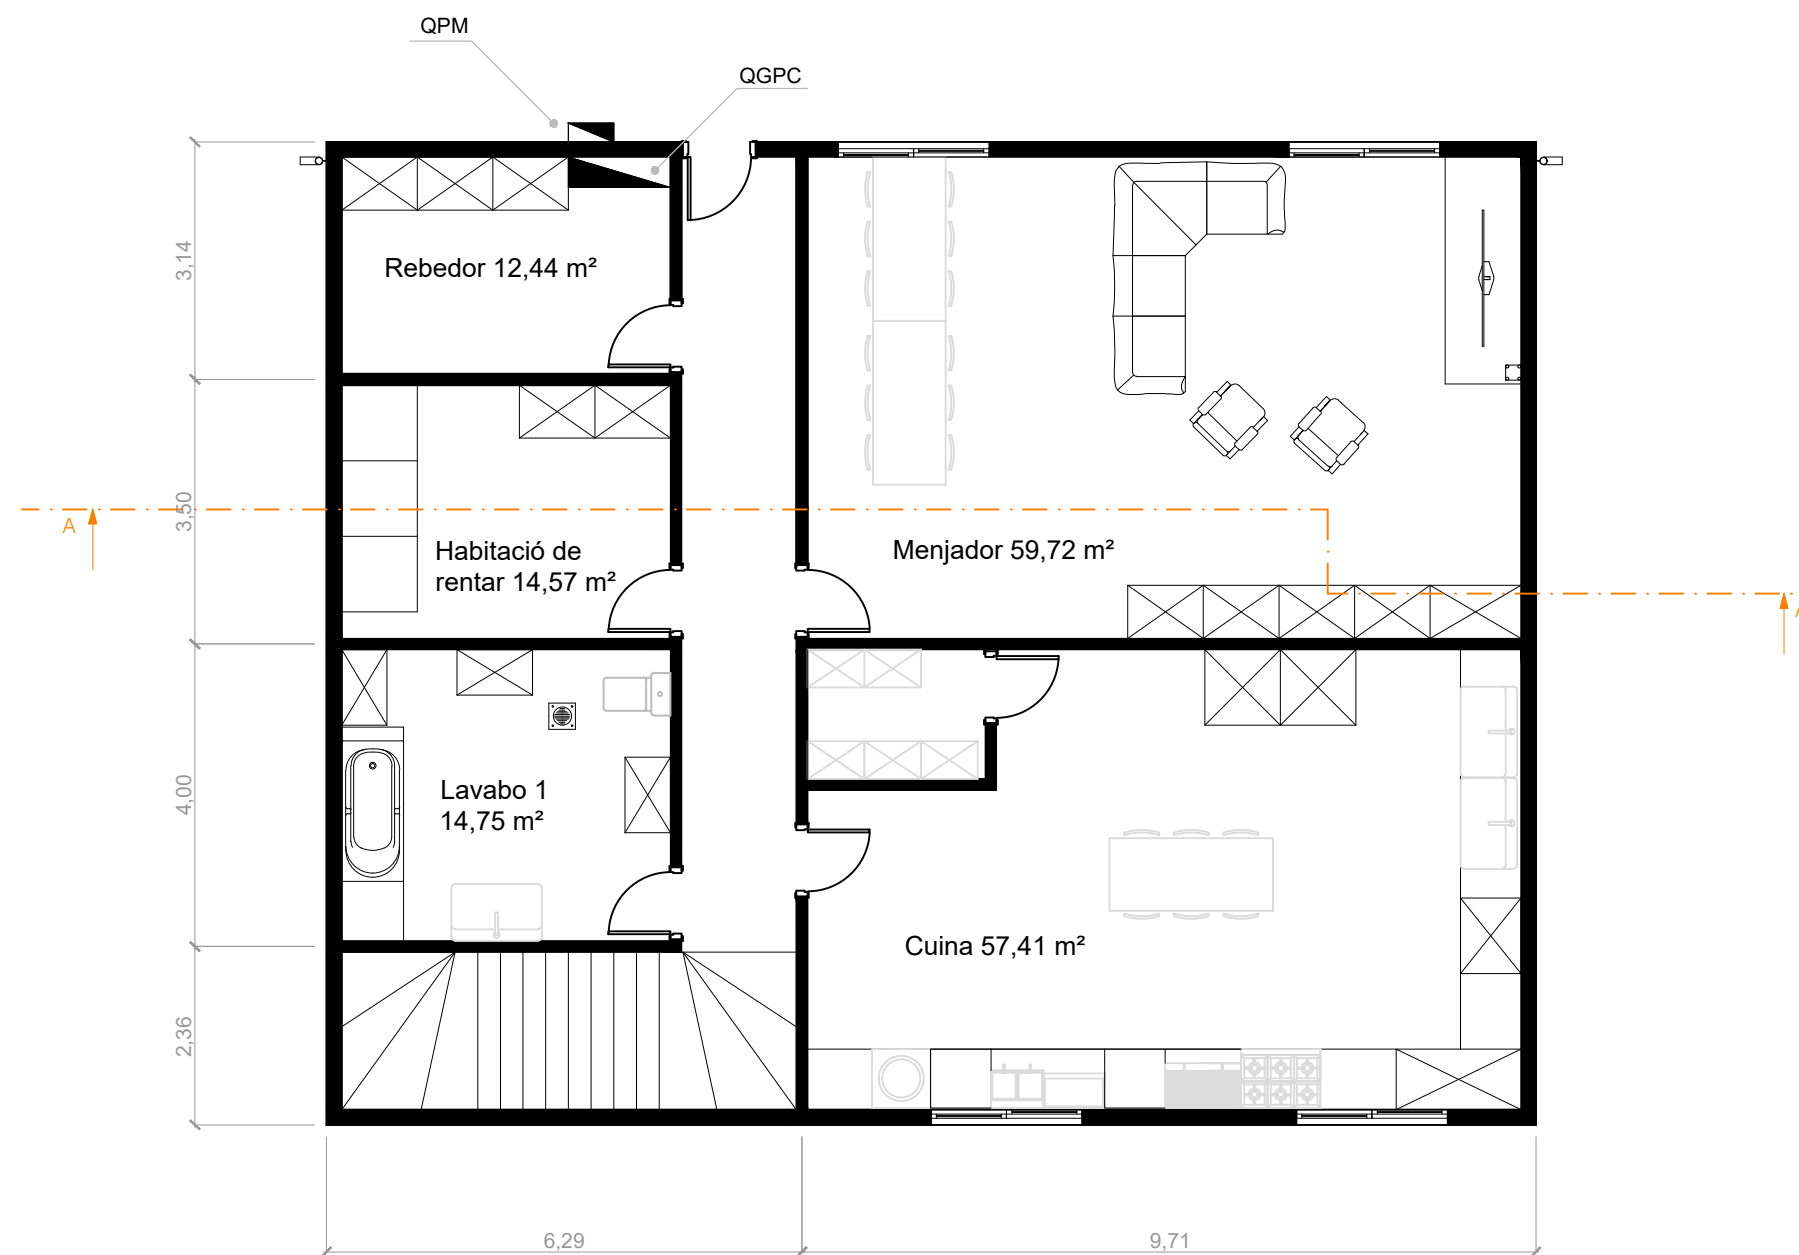 QPM
QGPC
3,14
Rebedor 12,44 m²
3,50
A
Habitació de
rentar 14,57 m²
Menjador 59,72 m²
4,00
Lavabo 1
14,75 m²
Cuina 57,41 m²
2,36
6,29
9,71